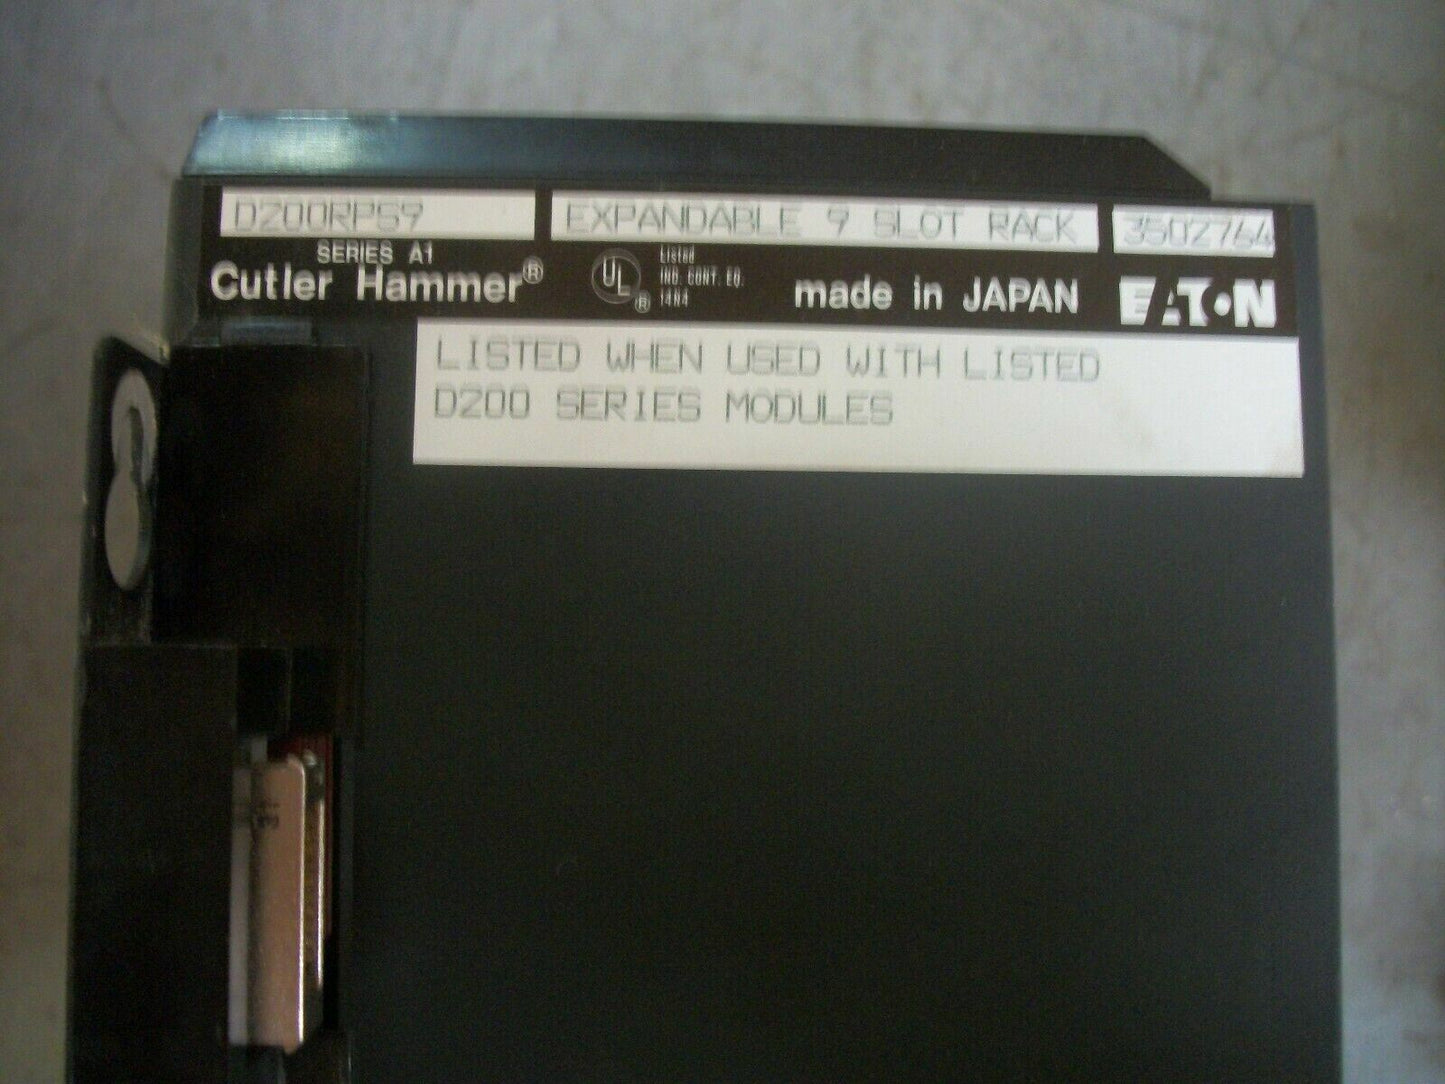 D200RPS9 EXPANDABLE 9 SLOT RACK 3502764
SERIES A1
Cutler Hammer®
UL®
Listed
IND. CONT. EQ.
14N4
made in JAPAN
EATON
LISTED WHEN USED WITH LISTED
D200 SERIES MODULES